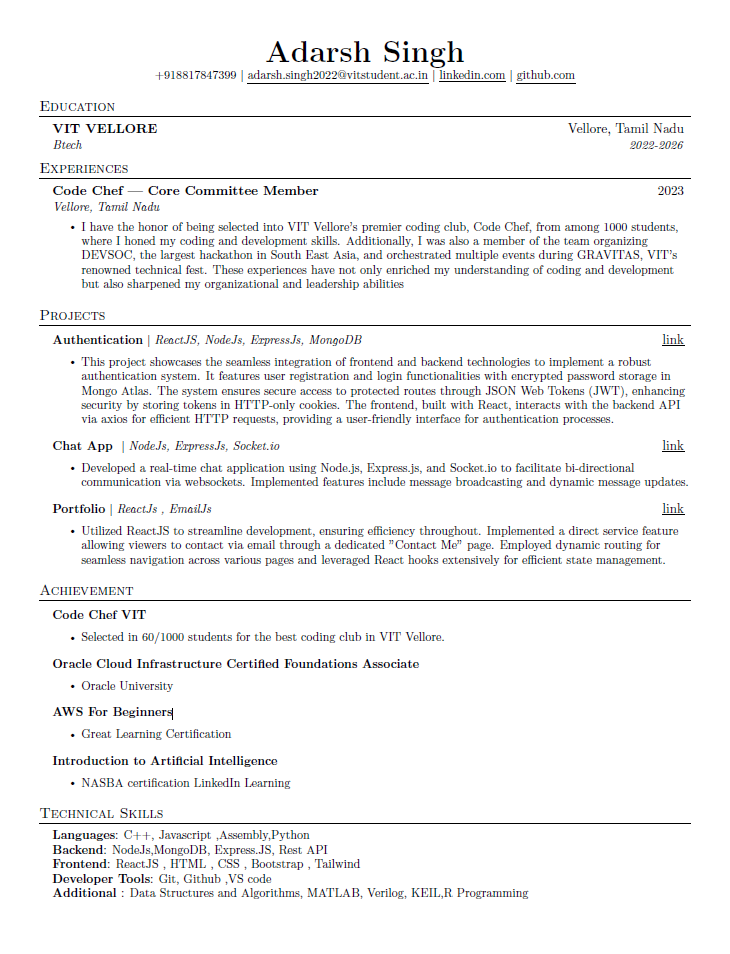 Adarsh Singh
+918817847399 | adarsh.singh2022@vitstudent.ac.in | linkedin.com | github.com
Education
VIT VELLORE Vellore, Tamil Nadu
Btech 2022-2026
Experiences
Code Chef — Core Committee Member 2023
Vellore, Tamil Nadu
• I have the honor of being selected into VIT Vellore's premier coding club, Code Chef, from among 1000 students,
where I honed my coding and development skills. Additionally, I was also a member of the team organizing
DEVSOC, the largest hackathon in South East Asia, and orchestrated multiple events during GRAVITAS, VIT's
renowned technical fest. These experiences have not only enriched my understanding of coding and development
but also sharpened my organizational and leadership abilities
Projects
Authentication | ReactJS, NodeJs, ExpressJs, MongoDB link
• This project showcases the seamless integration of frontend and backend technologies to implement a robust
authentication system. It features user registration and login functionalities with encrypted password storage in
Mongo Atlas. The system ensures secure access to protected routes through JSON Web Tokens (JWT), enhancing
security by storing tokens in HTTP-only cookies. The frontend, built with React, interacts with the backend API
via axios for efficient HTTP requests, providing a user-friendly interface for authentication processes.
Chat App | NodeJs, ExpressJs, Socket.io link
• Developed a real-time chat application using Node.js, Express.js, and Socket.io to facilitate bi-directional
communication via websockets. Implemented features include message broadcasting and dynamic message updates.
Portfolio | ReactJs , EmailJs link
• Utilized ReactJS to streamline development, ensuring efficiency throughout. Implemented a direct service feature
allowing viewers to contact via email through a dedicated "Contact Me" page. Employed dynamic routing for
seamless navigation across various pages and leveraged React hooks extensively for efficient state management.
Achievement
Code Chef VIT
• Selected in 60/1000 students for the best coding club in VIT Vellore.
Oracle Cloud Infrastructure Certified Foundations Associate
• Oracle University
AWS For Beginners
• Great Learning Certification
Introduction to Artificial Intelligence
• NASBA certification LinkedIn Learning
Technical Skills
Languages: C++, Javascript ,Assembly,Python
Backend: NodeJs,MongoDB, Express.JS, Rest API
Frontend: ReactJS , HTML , CSS , Bootstrap , Tailwind
Developer Tools: Git, Github ,VS code
Additional : Data Structures and Algorithms, MATLAB, Verilog, KEIL,R Programming